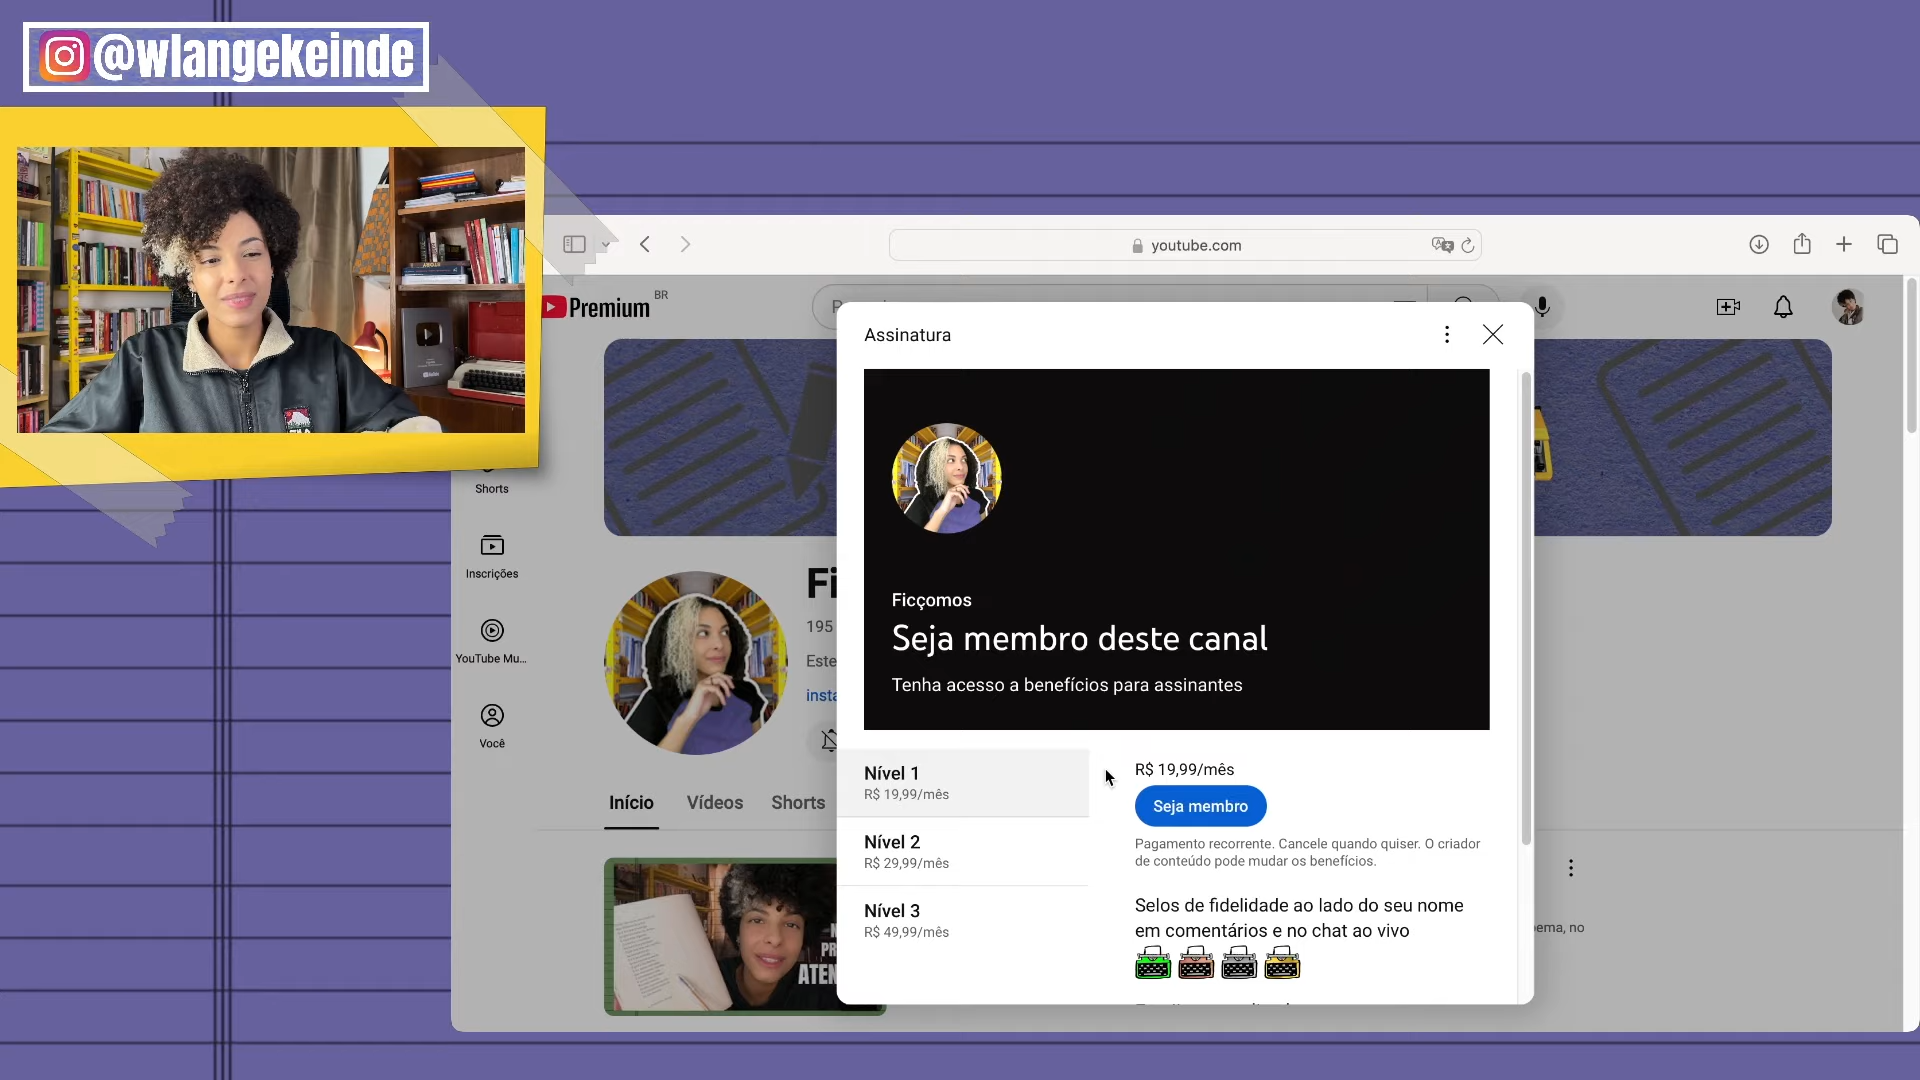 @wlangekeinde
youtube.com
Premium BR
Assinatura
Shorts
Inscrições
YouTube Mu...
Você
Fi
195
Este
insta
Início
Vídeos
Shorts
Ficçomos
Seja membro deste canal
Tenha acesso a benefícios para assinantes
Nível 1
R$ 19,99/mês
Nível 2
R$ 29,99/mês
Nível 3
R$ 49,99/mês
R$ 19,99/mês
Seja membro
Pagamento recorrente. Cancele quando quiser. O criador
de conteúdo pode mudar os benefícios.
Selos de fidelidade ao lado do seu nome
em comentários e no chat ao vivo
ema, no